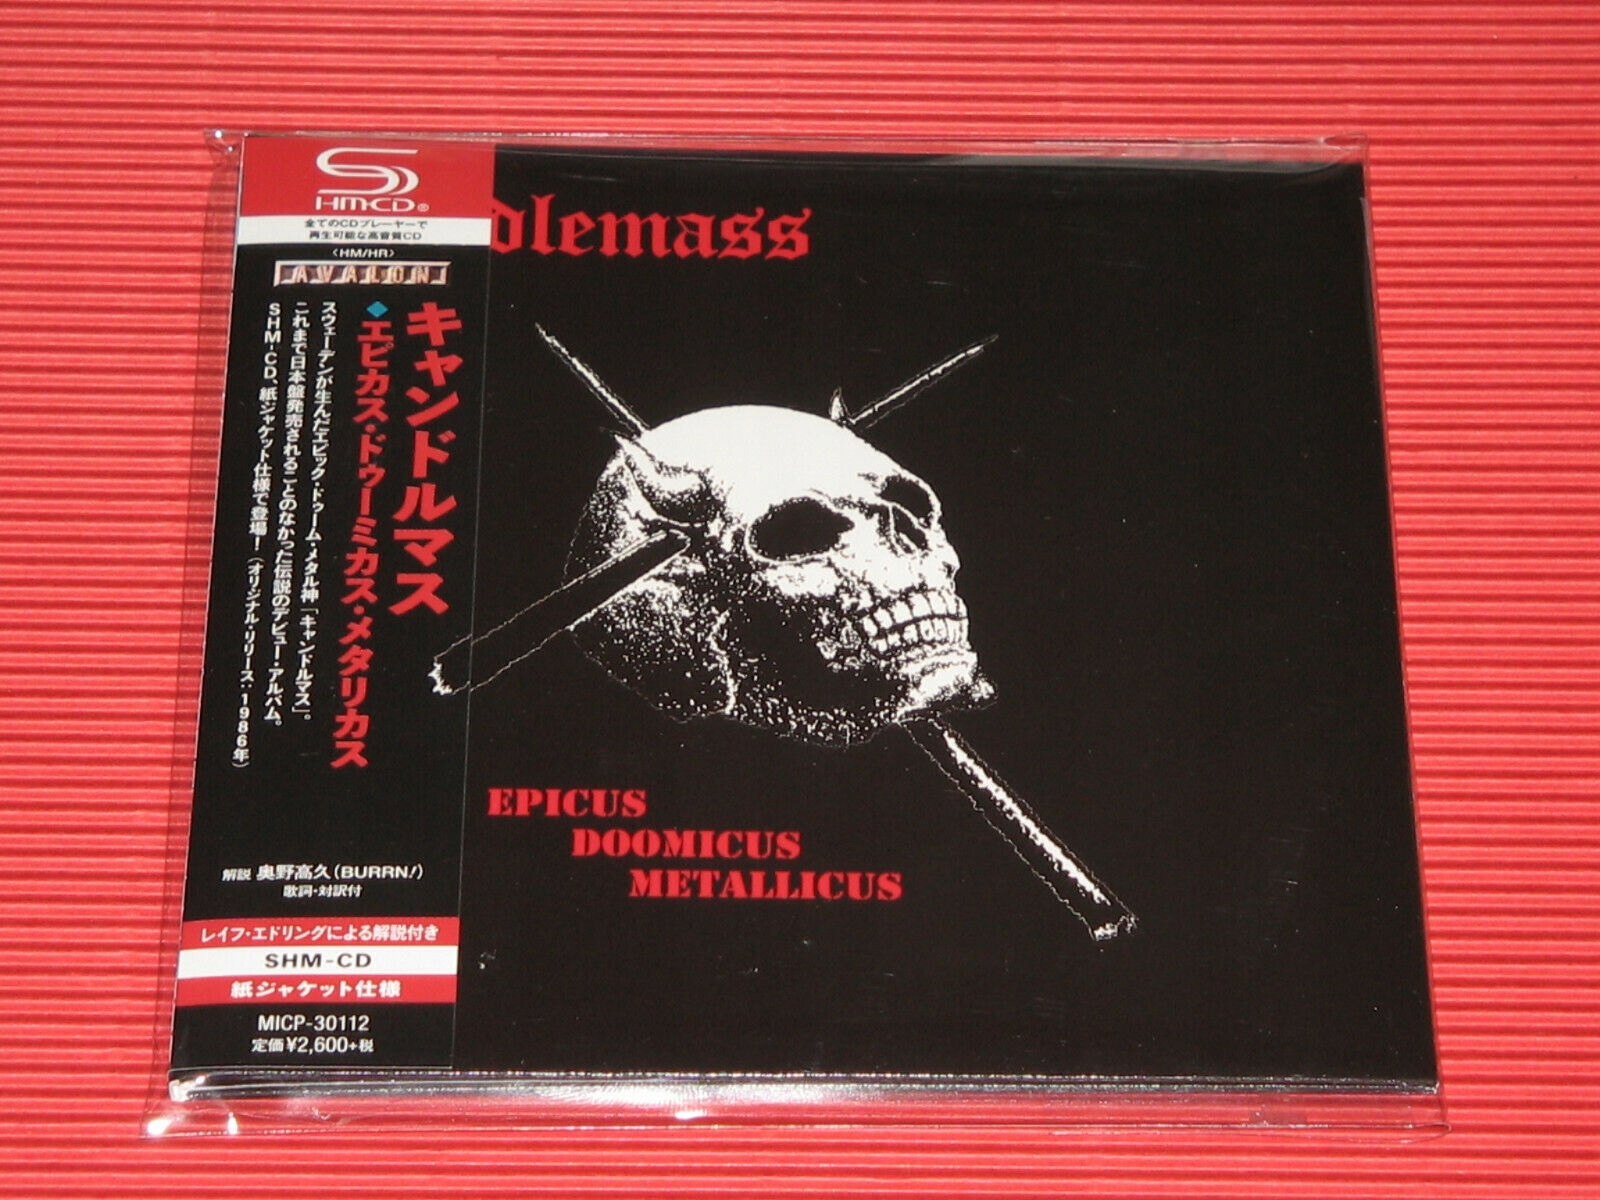 HM-CD®
全てのCDプレーヤーで
再生可能な高音質CD
〈HM/HR〉
AVALON
キャンドルマス
◆エピカス・ドゥーミカス・メタリカス
スウェーデンが生んだエピック・ドゥーム・メタル神「キャンドルマス」。
これまで日本盤発売されることのなかった伝説のデビュー・アルバム。
SHM-CD、紙ジャケット仕様で登場!(オリジナル・リリース・1986年)
解説 奥野高久(BURRN!)
歌詞・対訳付
レイフ・エドリングによる解説付き
SHM-CD
紙ジャケット仕様
MICP-30112
定価¥2,600+税
dlemass
EPICUS
DOOMICUS
METALLICUS